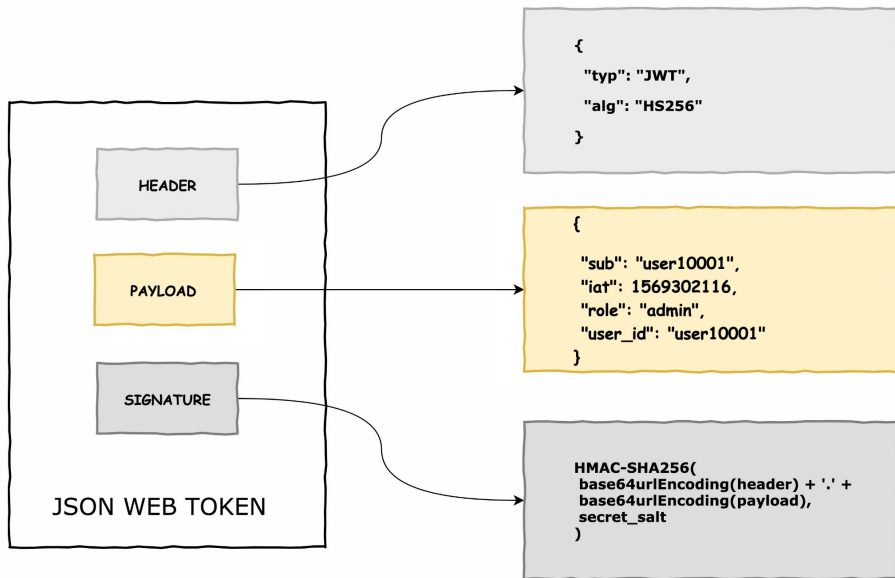 HEADER
PAYLOAD
SIGNATURE
JSON WEB TOKEN
{
"typ": "JWT",
"alg": "HS256"
}
{
"sub": "user10001",
"iat": 1569302116,
"role": "admin",
"user_id": "user10001"
}
HMAC-SHA256(
base64urlEncoding(header) + '.' +
base64urlEncoding(payload),
secret_salt
)